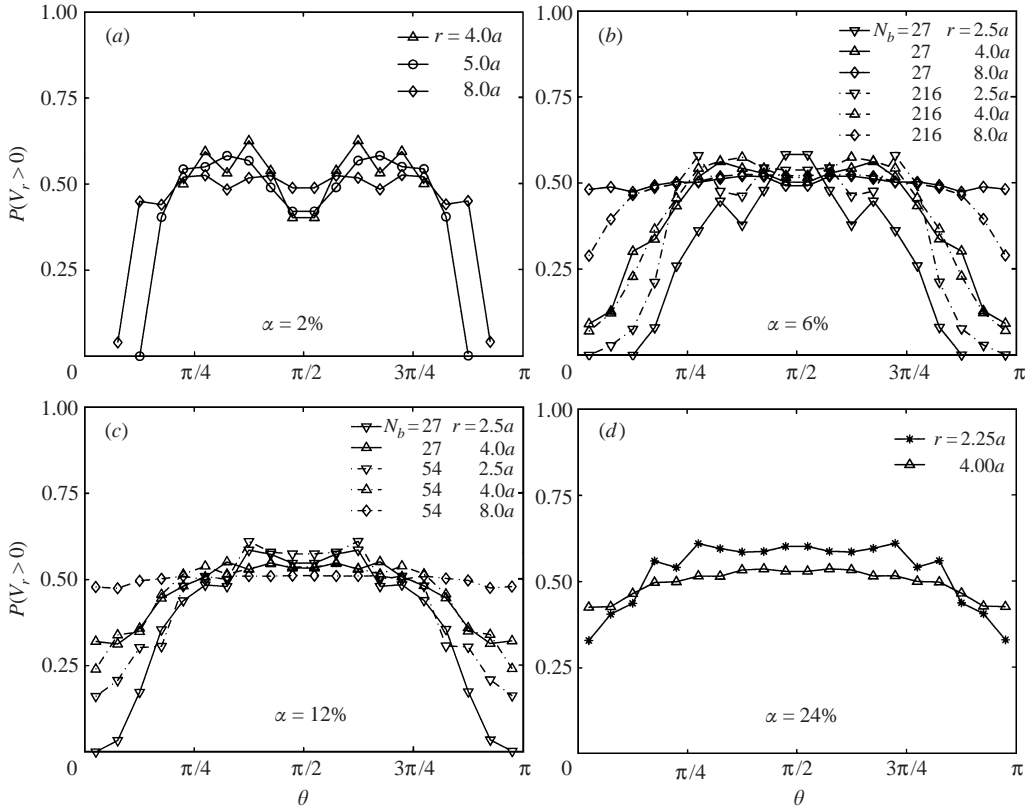 1.00
(a)
r = 4.0a
5.0a
8.0a
0.75
P(V_r > 0)
0.50
0.25
α = 2%
0
π/4
π/2
3π/4
π
1.00
(b)
N_b = 27 r = 2.5a
27 4.0a
27 8.0a
216 2.5a
216 4.0a
216 8.0a
0.75
0.50
0.25
α = 6%
0
π/4
π/2
3π/4
π
1.00
(c)
N_b = 27 r = 2.5a
27 4.0a
54 2.5a
54 4.0a
54 8.0a
0.75
P(V_r > 0)
0.50
0.25
α = 12%
0
π/4
π/2
3π/4
π
θ
1.00
(d)
r = 2.25a
4.00a
0.75
0.50
0.25
α = 24%
0
π/4
π/2
3π/4
π
θ